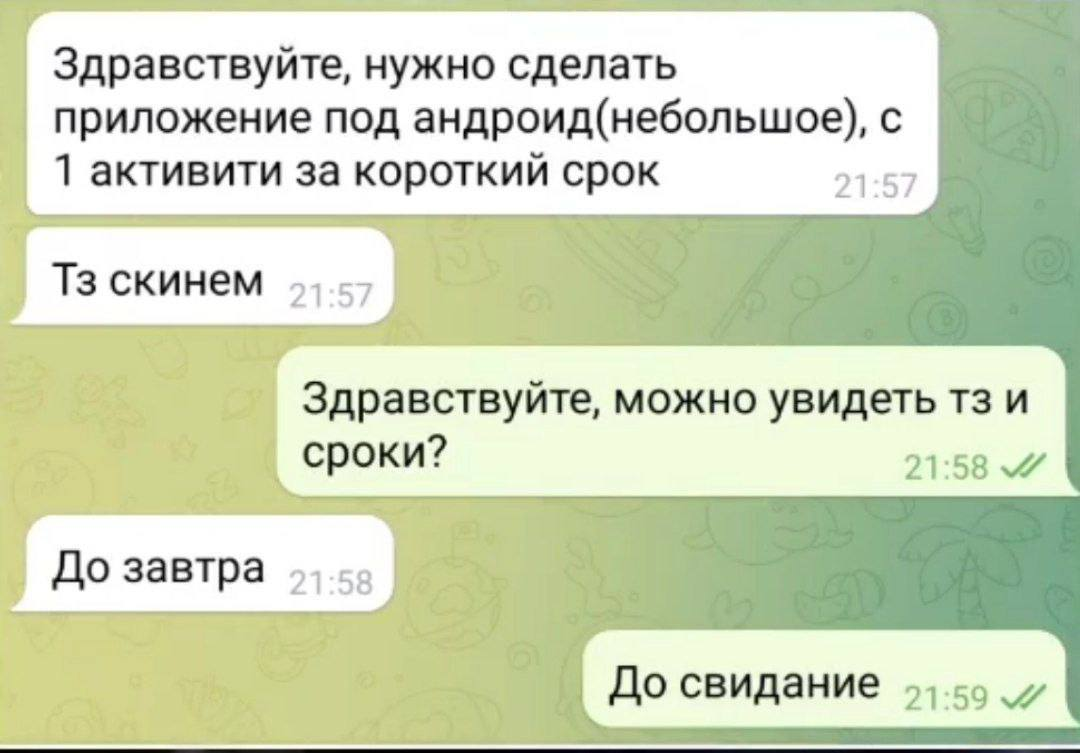 Здравствуйте, нужно сделать
приложение под андроид(небольшое), с
1 активити за короткий срок
21:57
Тз скинем
21:57
Здравствуйте, можно увидеть тз и
сроки?
21:58
До завтра
21:58
До свидание
21:59